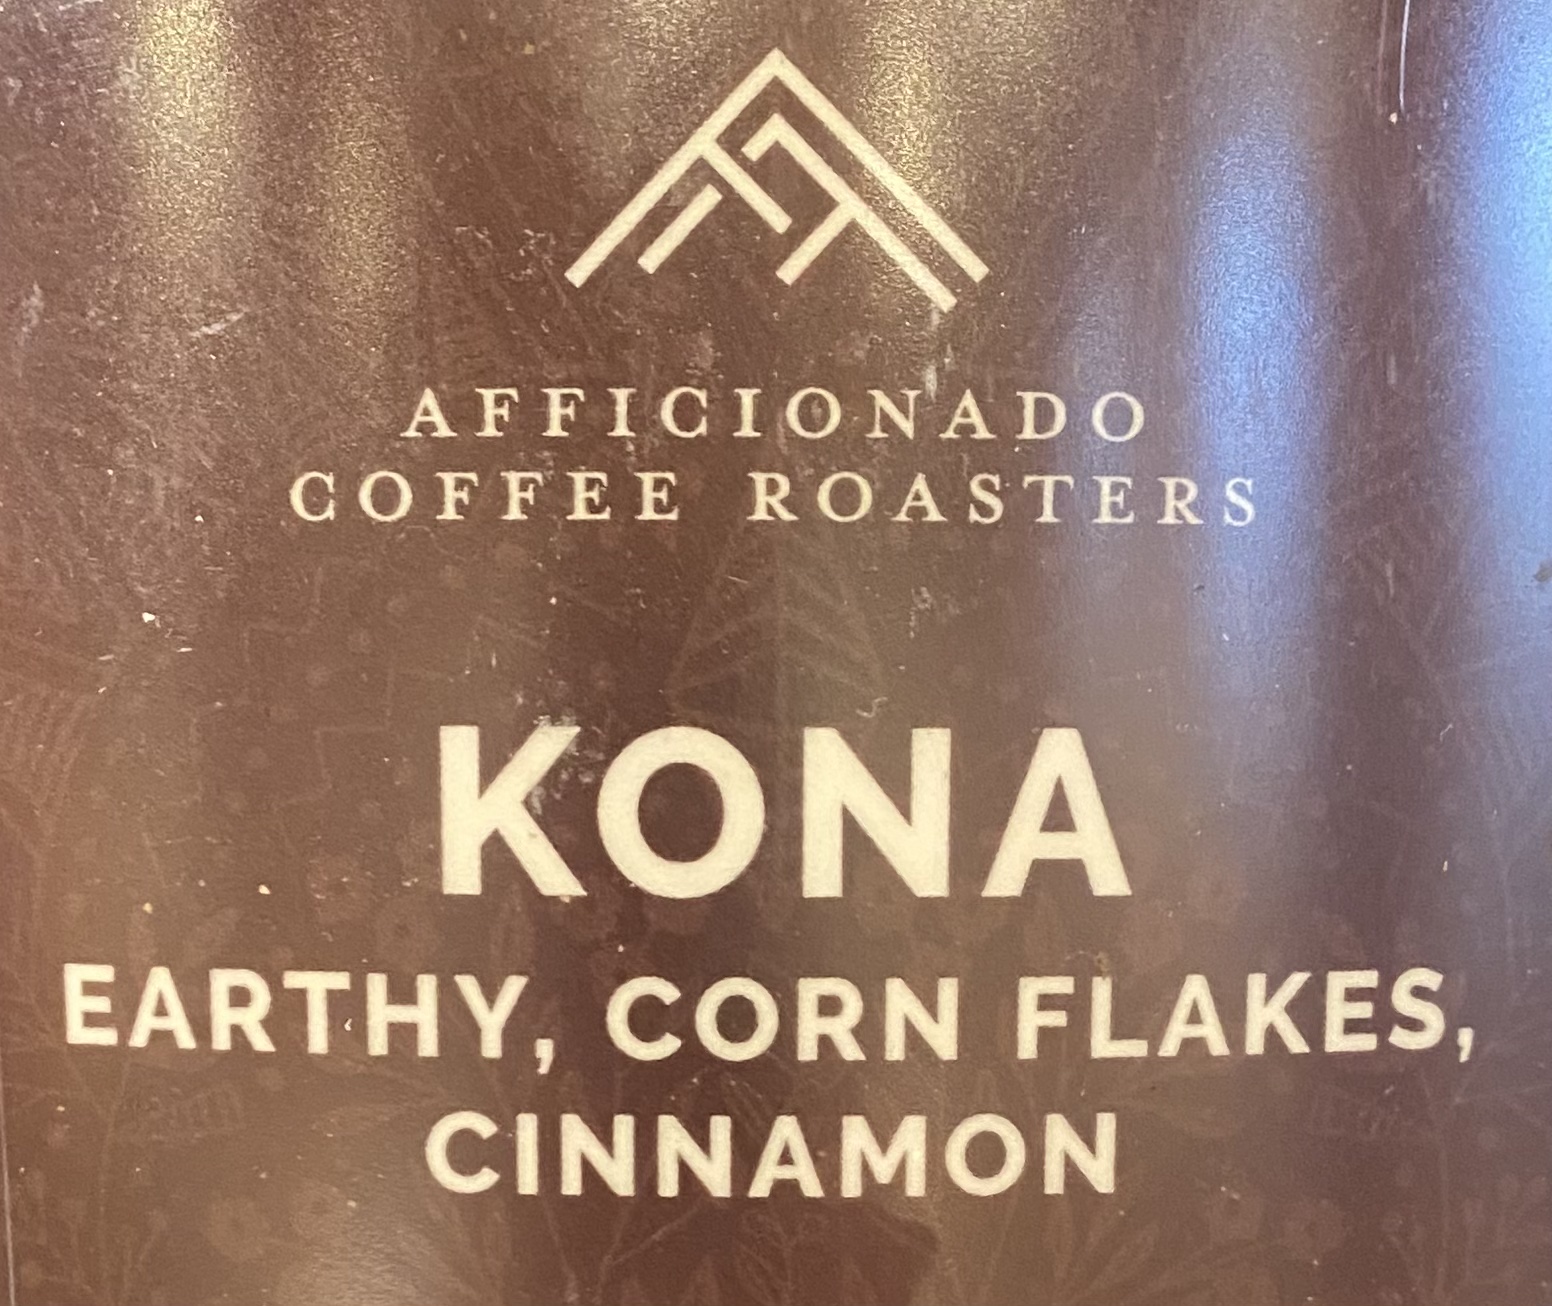 AFFICIONADO
COFFEE ROASTERS
KONA
EARTHY, CORN FLAKES,
CINNAMON